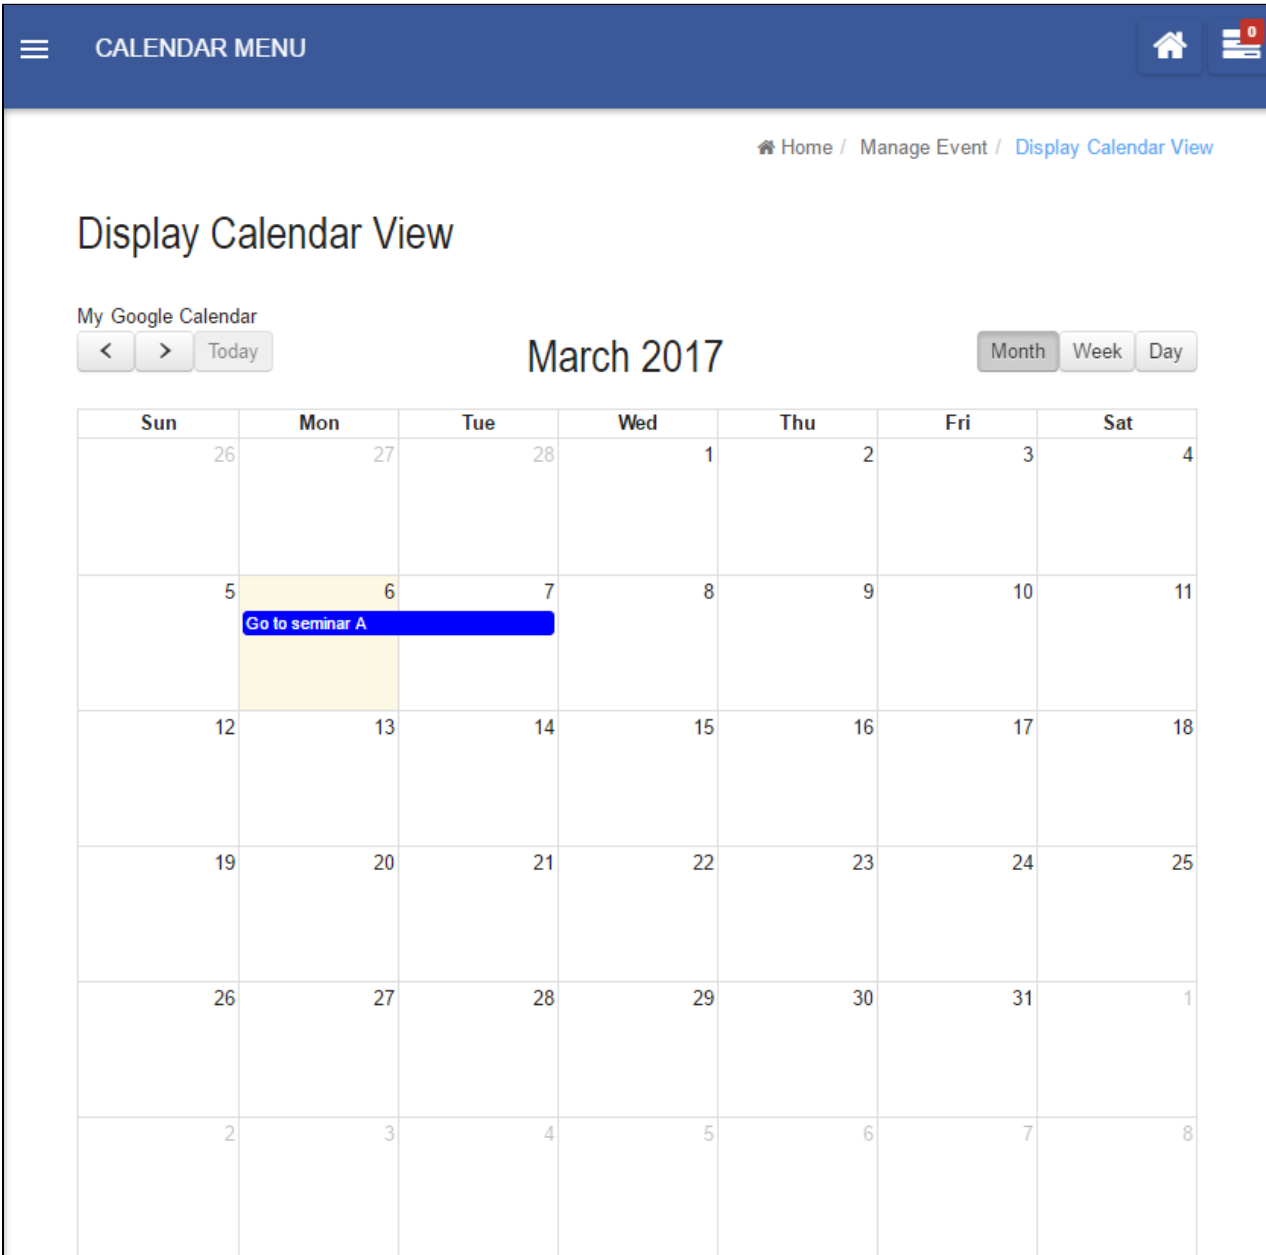 CALENDAR MENU
0
Home / Manage Event / Display Calendar View
Display Calendar View
My Google Calendar
< > Today March 2017 Month Week Day
Sun Mon Tue Wed Thu Fri Sat
26 27 28 1 2 3 4
5 6 7 8 9 10 11
Go to seminar A
12 13 14 15 16 17 18
19 20 21 22 23 24 25
26 27 28 29 30 31 1
2 3 4 5 6 7 8